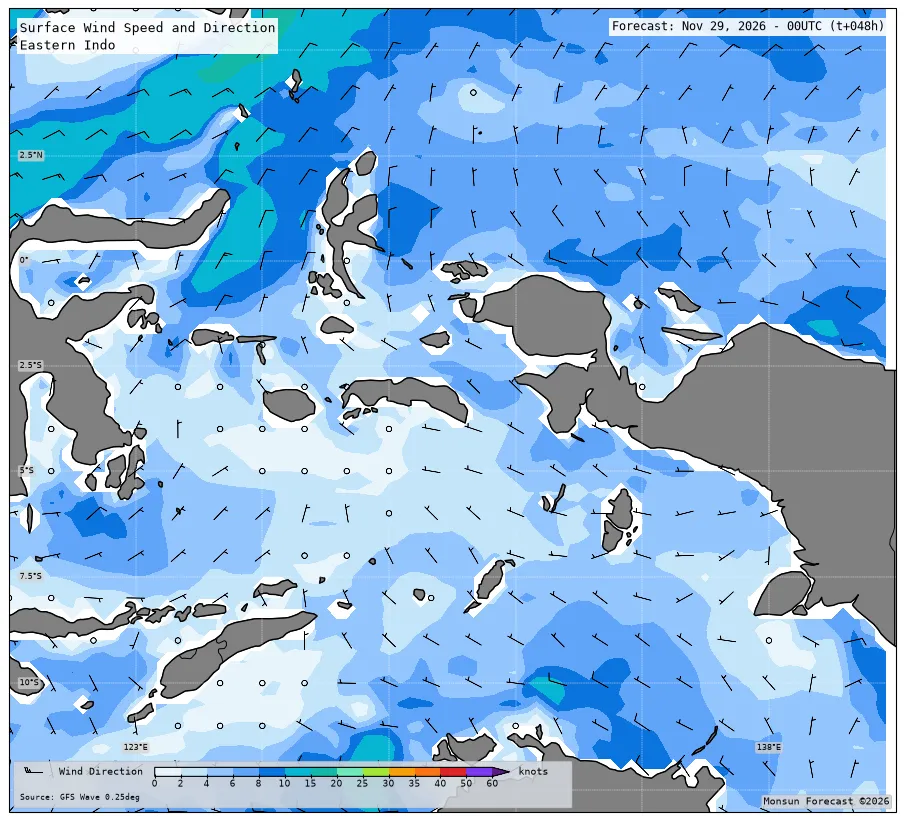 Surface Wind Speed and Direction
Eastern Indo
Forecast: Nov 29, 2026 - 00UTC (t+048h)
2.5°N
0°
2.5°S
5°S
7.5°S
10°S
123°E
138°E
Wind Direction
knots
0 2 4 6 8 10 15 20 25 30 35 40 50 60
Source: GFS Wave 0.25deg
Monsun Forecast ©2026